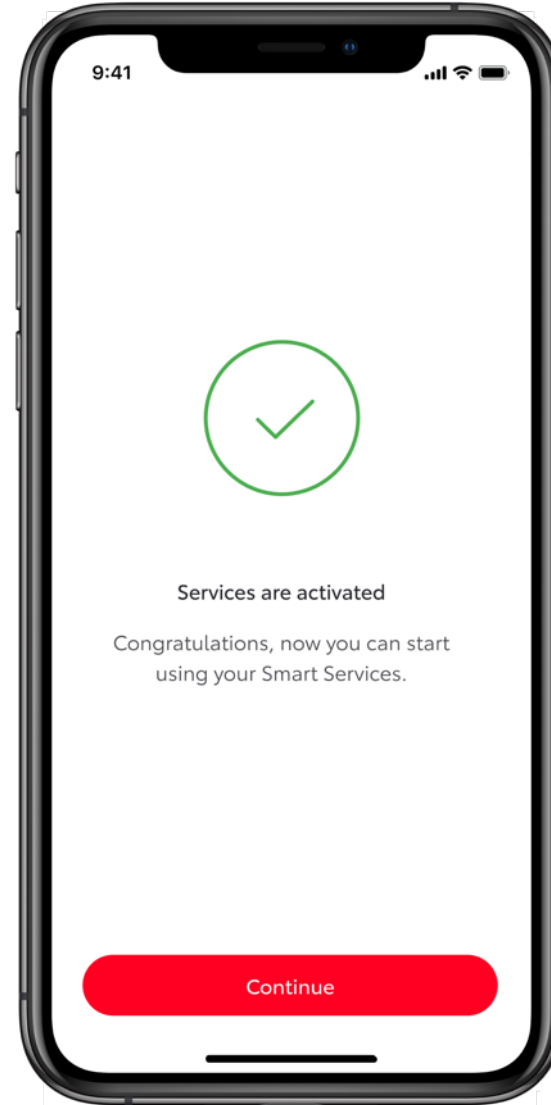 9:41
Services are activated
Congratulations, now you can start
using your Smart Services.
Continue